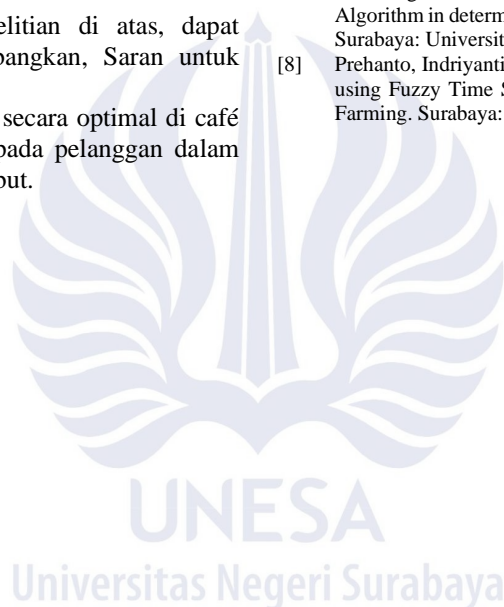 elitian di atas, dapat
bangkan, Saran untuk
secara optimal di café
pada pelanggan dalam
but.
Algorithm in determ
Surabaya: Universit
[8] Prehanto, Indriyanti
using Fuzzy Time S
Farming. Surabaya:
UNESA
Universitas Negeri Surabaya